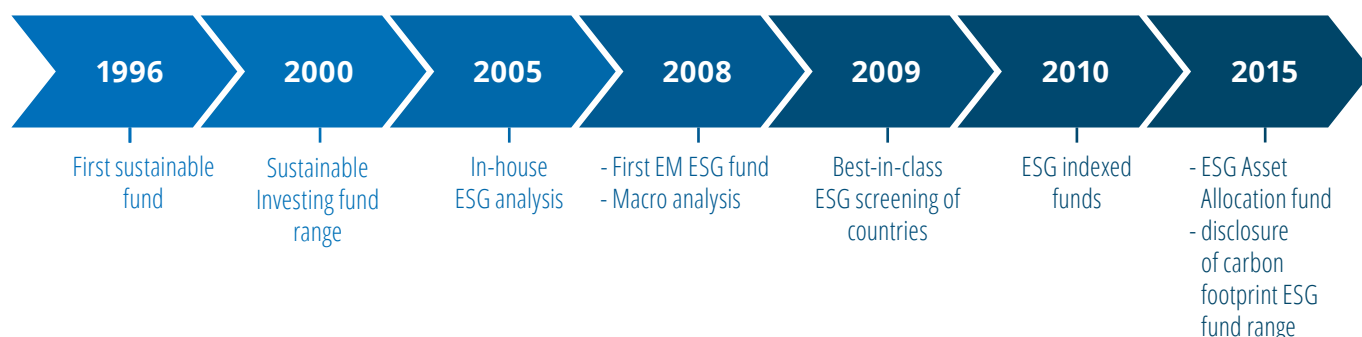 1996
First sustainable
fund
2000
Sustainable
Investing fund
range
2005
In-house
ESG analysis
2008
- First EM ESG fund
- Macro analysis
2009
Best-in-class
ESG screening of
countries
2010
ESG indexed
funds
2015
- ESG Asset
Allocation fund
- disclosure
of carbon
footprint ESG
fund range